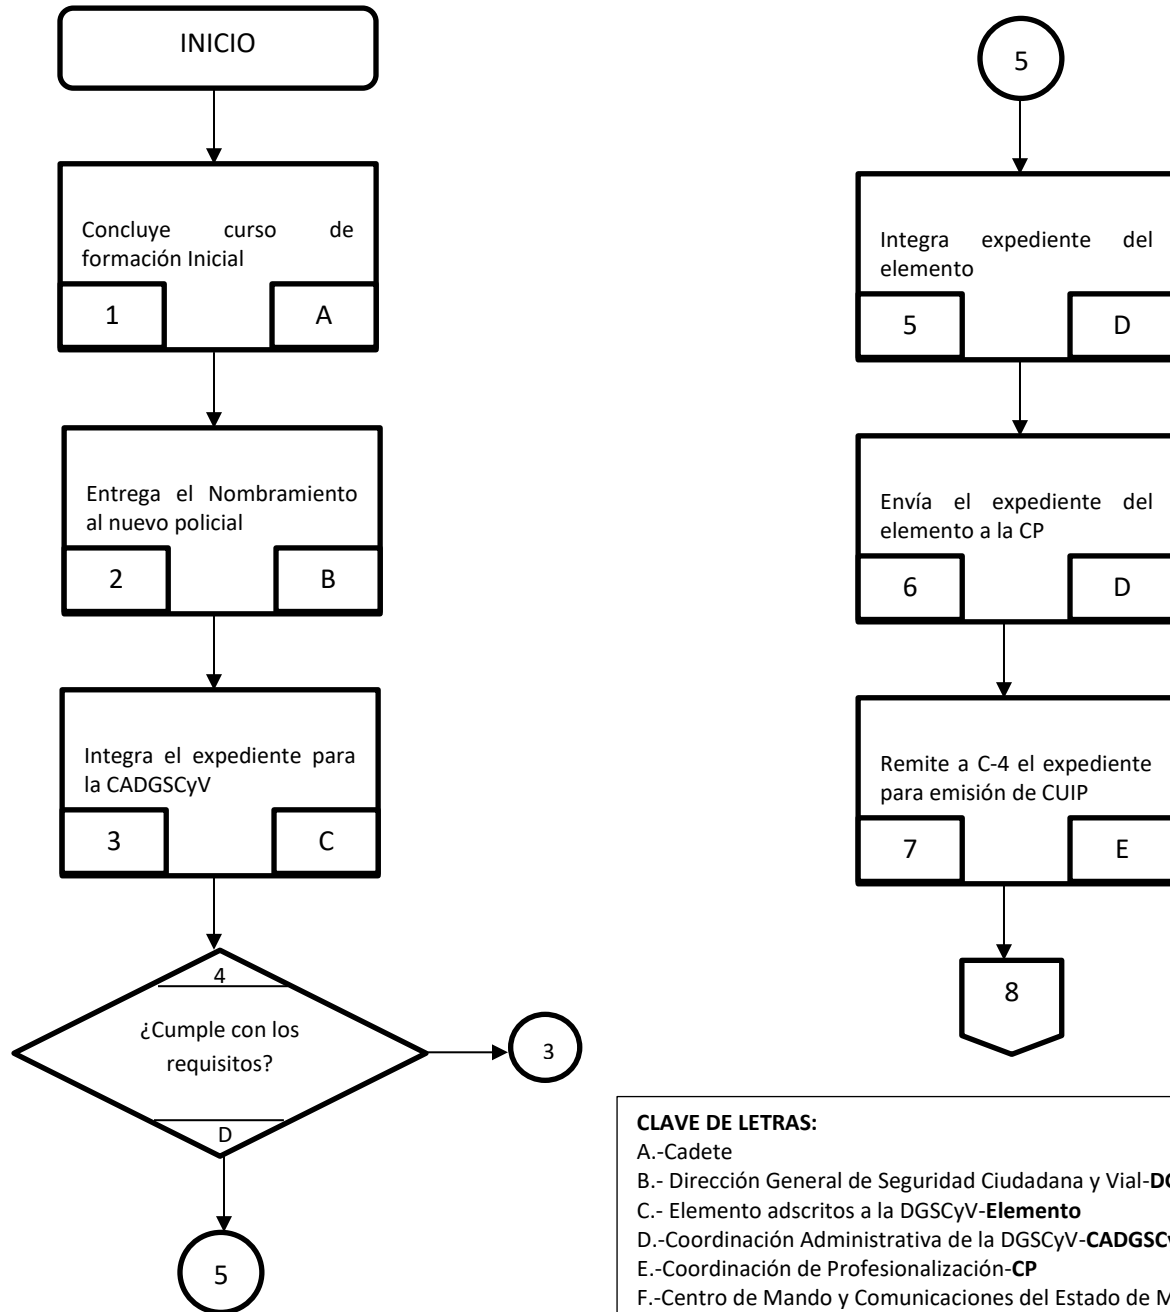 INICIO
Concluye curso de
formación Inicial
1 A
Entrega el Nombramiento
al nuevo policial
2 B
Integra el expediente para
la CADGSCyV
3 C
4
¿Cumple con los
requisitos?
D
3
5
5
Integra expediente del
elemento
5 D
Envía el expediente del
elemento a la CP
6 D
Remite a C-4 el expediente
para emisión de CUIP
7 E
8
CLAVE DE LETRAS:
A.-Cadete
B.- Dirección General de Seguridad Ciudadana y Vial-
C.- Elemento adscritos a la DGSCyV-Elemento
D.-Coordinación Administrativa de la DGSCyV-
E.-Coordinación de Profesionalización-CP
F.-Centro de Mando y Comunicaciones del Estado de